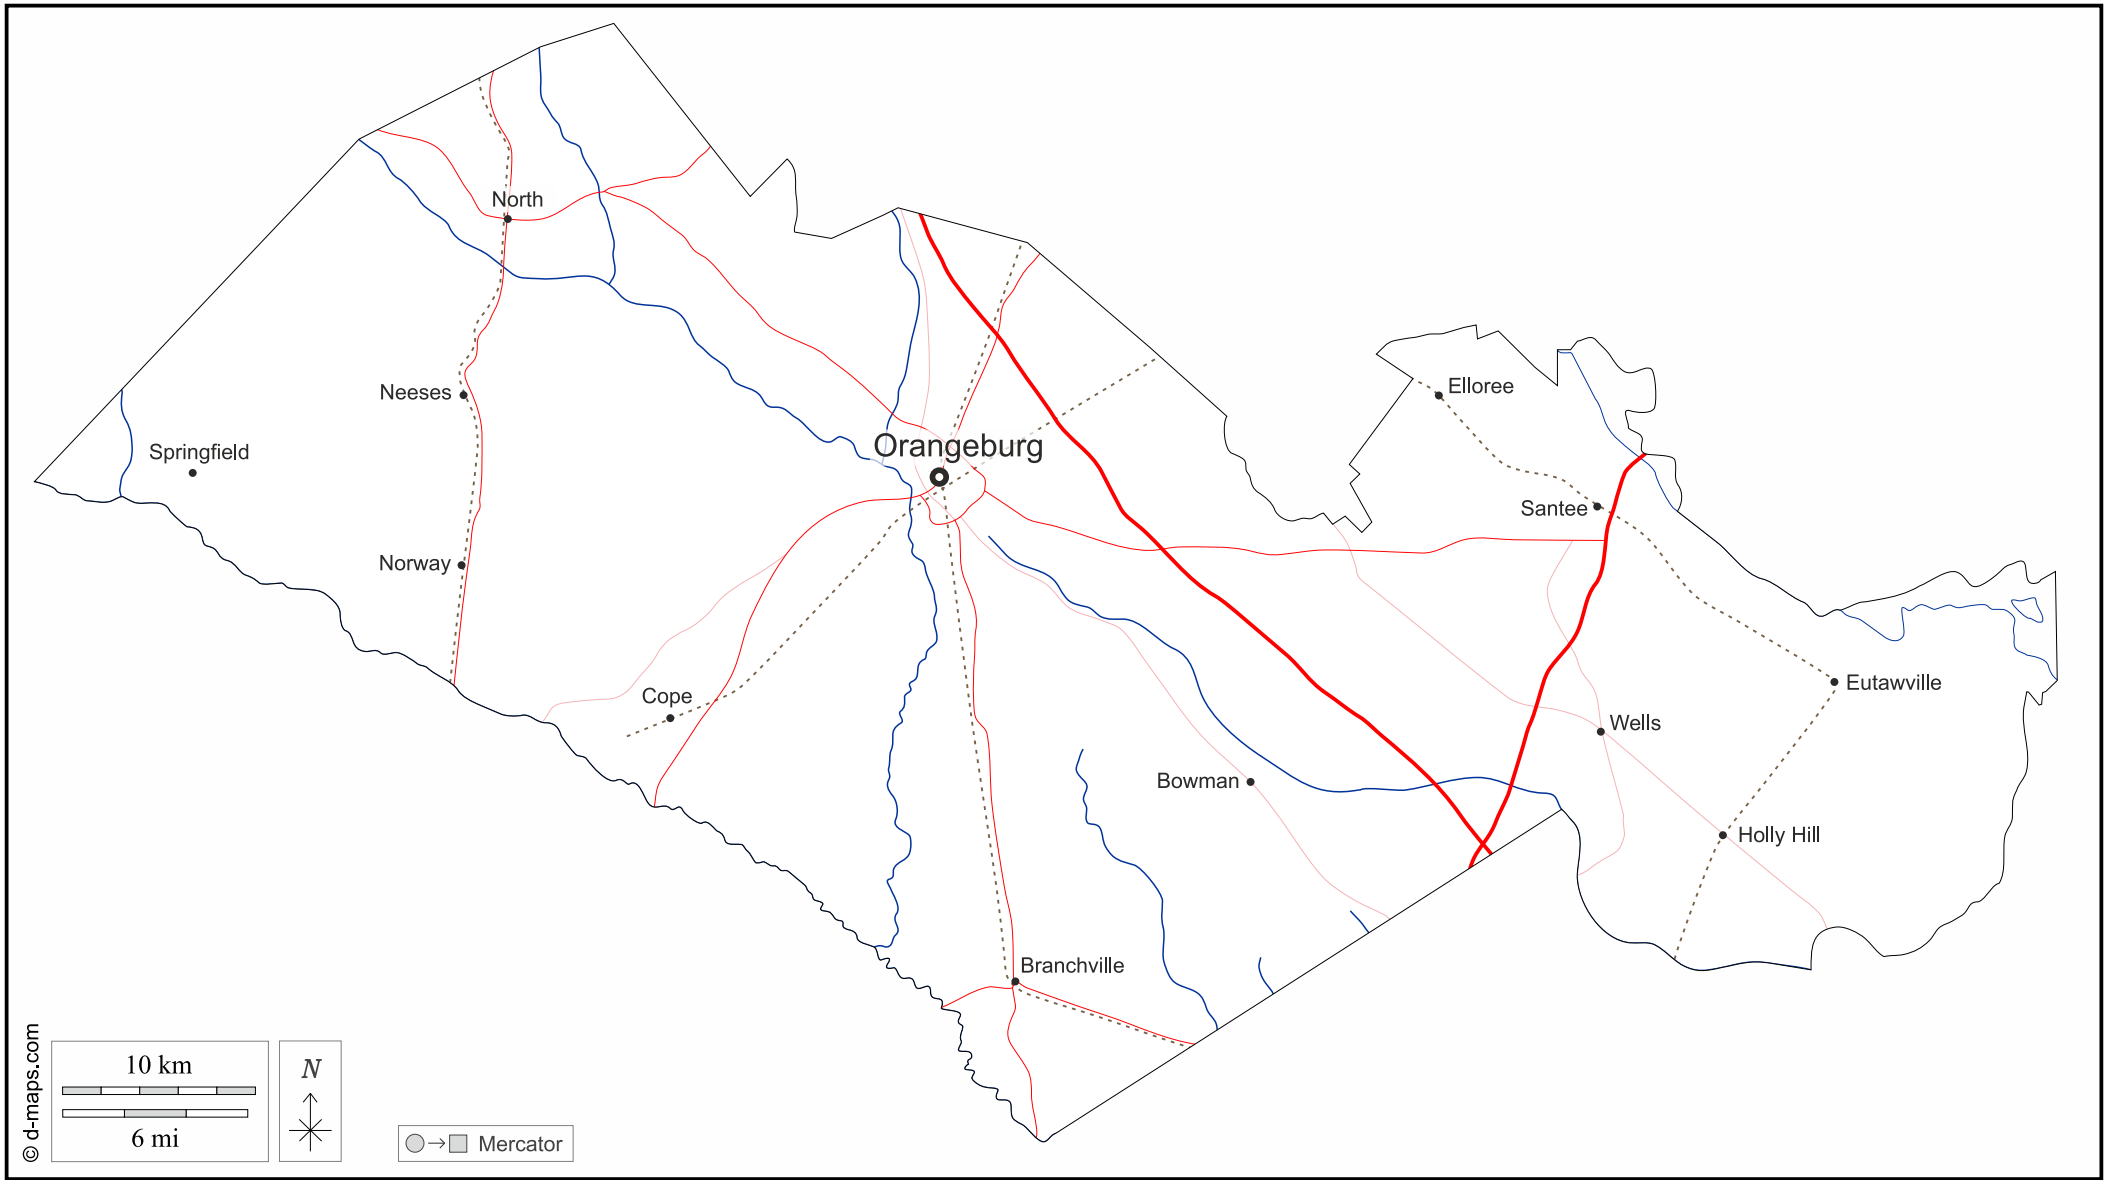 North
Neeses
Elloree
Orangeburg
Springfield
Santee
Norway
Eutawville
Cope
Wells
Bowman
Holly Hill
Branchville
© d-maps.com
10 km
6 mi
N
Mercator